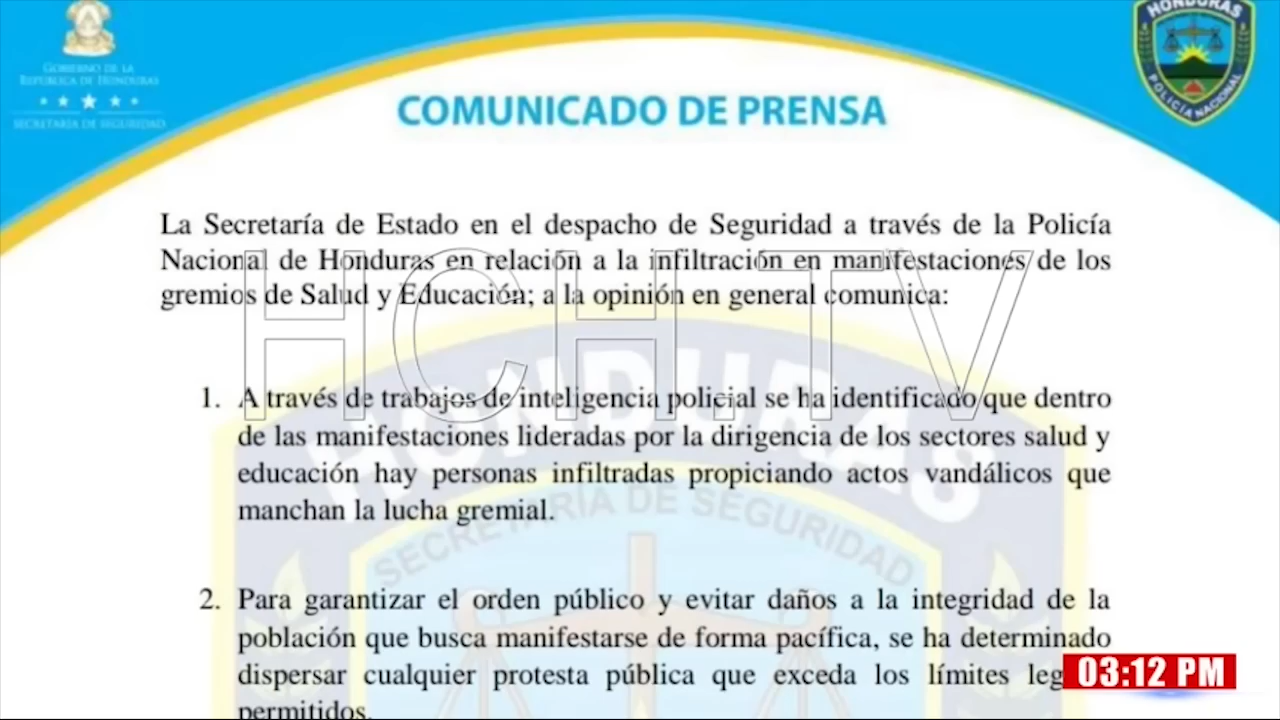 GOBIERNO DE LA
REPÚBLICA DE HONDURAS
SECRETARÍA DE SEGURIDAD
HONDURAS
POLICÍA NACIONAL
COMUNICADO DE PRENSA
La Secretaría de Estado en el despacho de Seguridad a través de la Policía
Nacional de Honduras en relación a la infiltración en manifestaciones de los
gremios de Salud y Educación; a la opinión en general comunica:
HCH TV
1. A través de trabajos de inteligencia policial se ha identificado que dentro
de las manifestaciones lideradas por la dirigencia de los sectores salud y
educación hay personas infiltradas propiciando actos vandálicos que
manchan la lucha gremial.
HONDURAS
SECRETARÍA DE SEGURIDAD
2. Para garantizar el orden público y evitar daños a la integridad de la
población que busca manifestarse de forma pacífica, se ha determinado
dispersar cualquier protesta pública que exceda los límites
permitidos.
03:12 PM